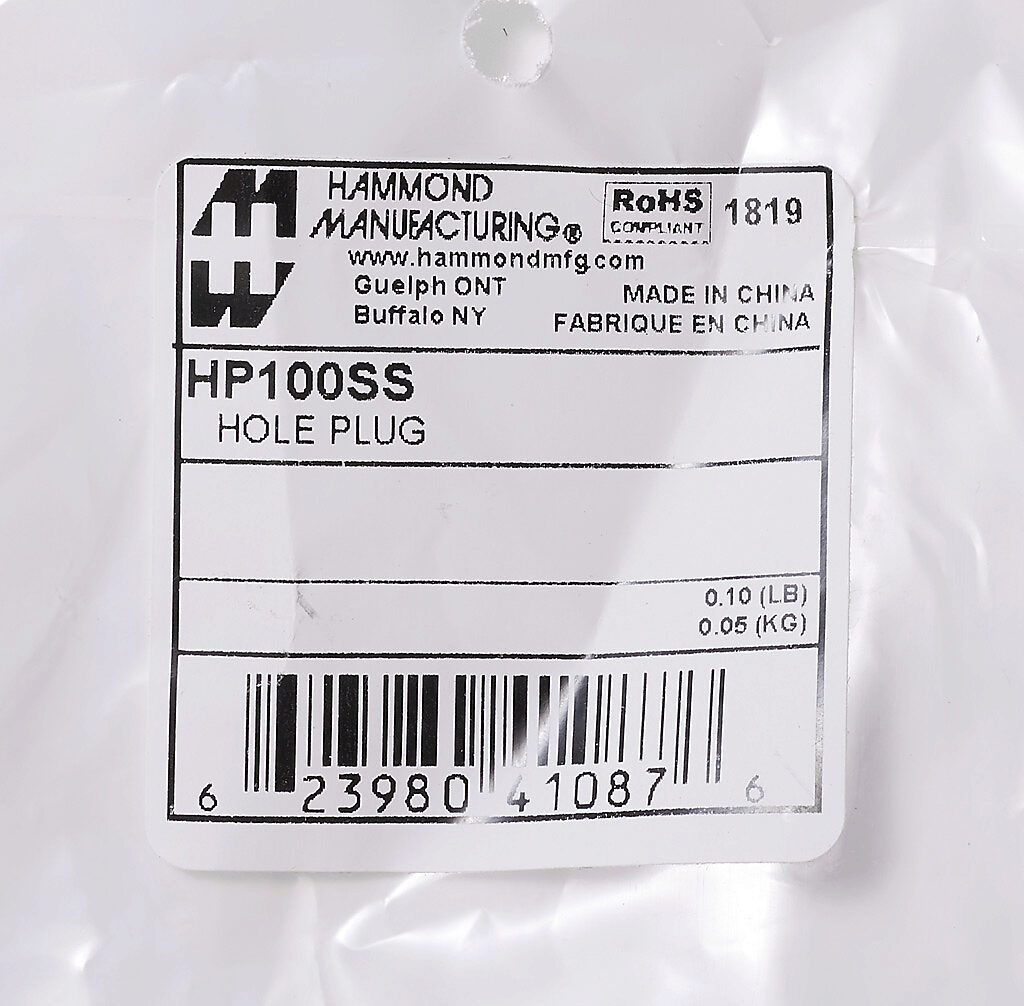 HAMMOND
MANUFACTURING®
RoHS
COMPLIANT
1819
www.hammondmfg.com
Guelph ONT
Buffalo NY
MADE IN CHINA
FABRIQUE EN CHINA
HP100SS
HOLE PLUG
0.10 (LB)
0.05 (KG)
6 23980 41087 6